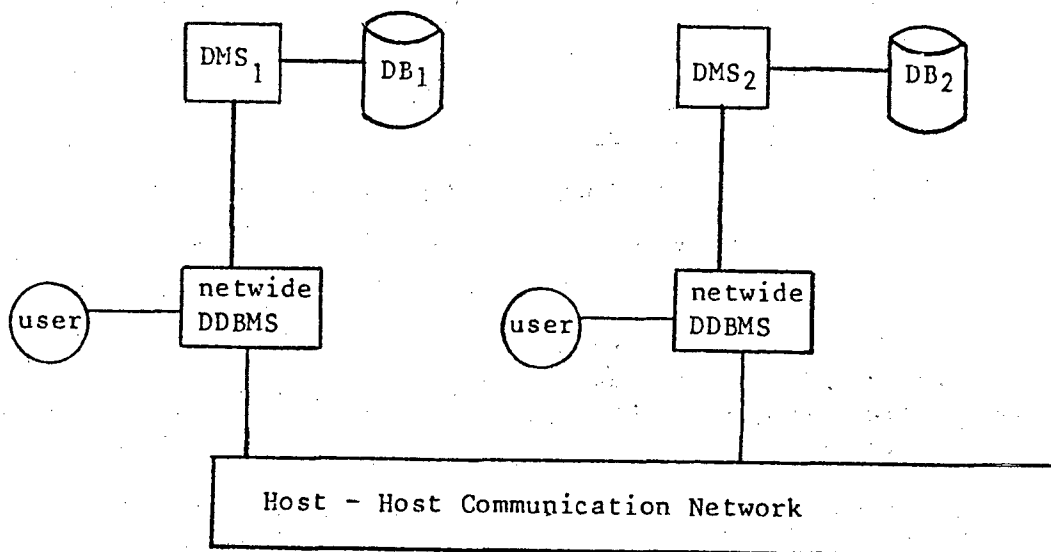 DMS1
DB1
DMS2
DB2
user
netwide
DDBMS
user
netwide
DDBMS
Host - Host Communication Network